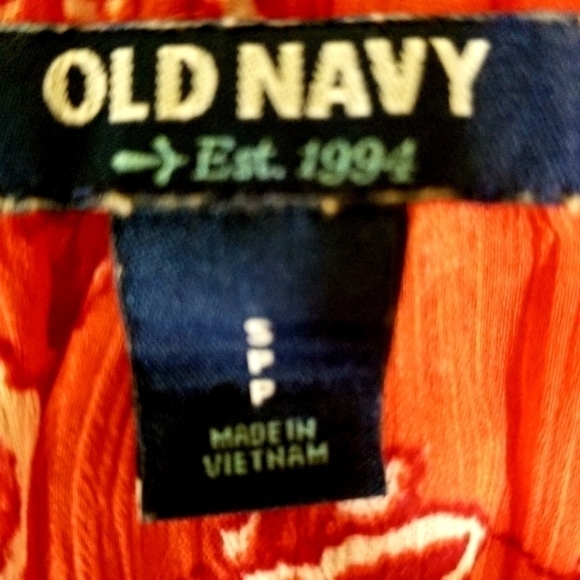 OLD NAVY
Est. 1994
S
P
P
MADE IN
VIETNAM